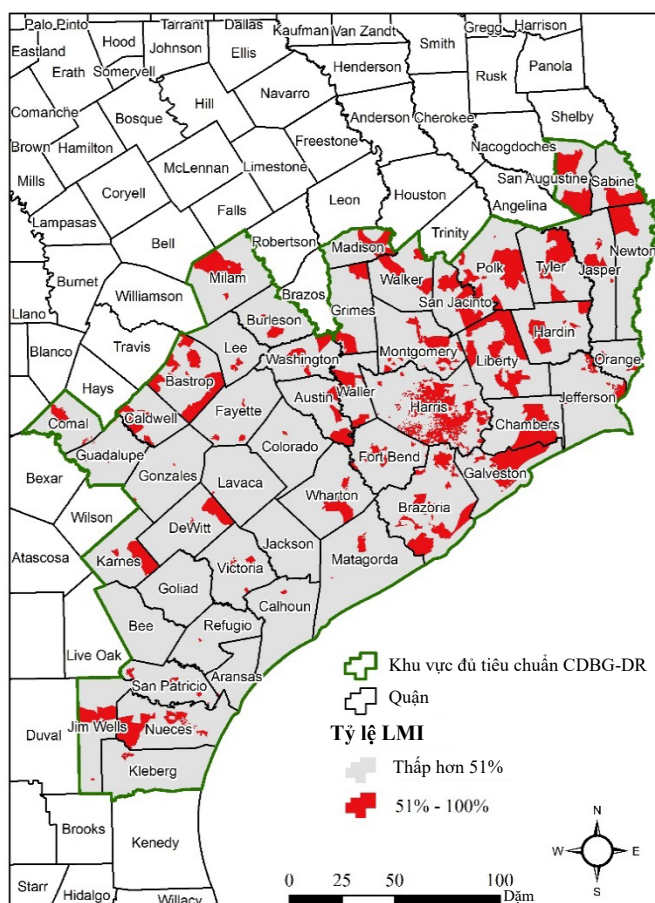 Palo Pinto
Tarrant
Dallas
Kaufman
Van Zandt
Gregg
Harrison
Eastland
Hood
Johnson
Ellis
Smith
Erath
Somervell
Henderson
Rusk
Panola
Navarro
Comanche
Bosque
Hill
Anderson
Cherokee
Shelby
Brown
Hamilton
Freestone
Nacogdoches
Mills
McLennan
Limestone
San Augustine
Sabine
Coryell
Leon
Houston
Angelina
Lampasas
Falls
Bell
Robertson
Madison
Trinity
Newton
Burnet
Milam
Walker
Polk
Tyler
Jasper
Williamson
Brazos
Grimes
San Jacinto
Llano
Burleson
Hardin
Blanco
Travis
Lee
Washington
Montgomery
Liberty
Orange
Hays
Bastrop
Austin
Waller
Harris
Jefferson
Comal
Caldwell
Fayette
Chambers
Guadalupe
Colorado
Fort Bend
Galveston
Bexar
Gonzales
Lavaca
Wharton
Brazoria
Wilson
DeWitt
Atascosa
Karnes
Jackson
Matagorda
Victoria
Goliad
Calhoun
Bee
Refugio
Live Oak
Aransas
San Patricio
Duval
Jim Wells
Nueces
Kleberg
Brooks
Kenedy
Starr
Hidalgo
Willacy
Khu vực đủ tiêu chuẩn CDBG-DR
Quận
Tỷ lệ LMI
Thấp hơn 51%
51% - 100%
N
W
E
S
0 25 50 100
Dặm